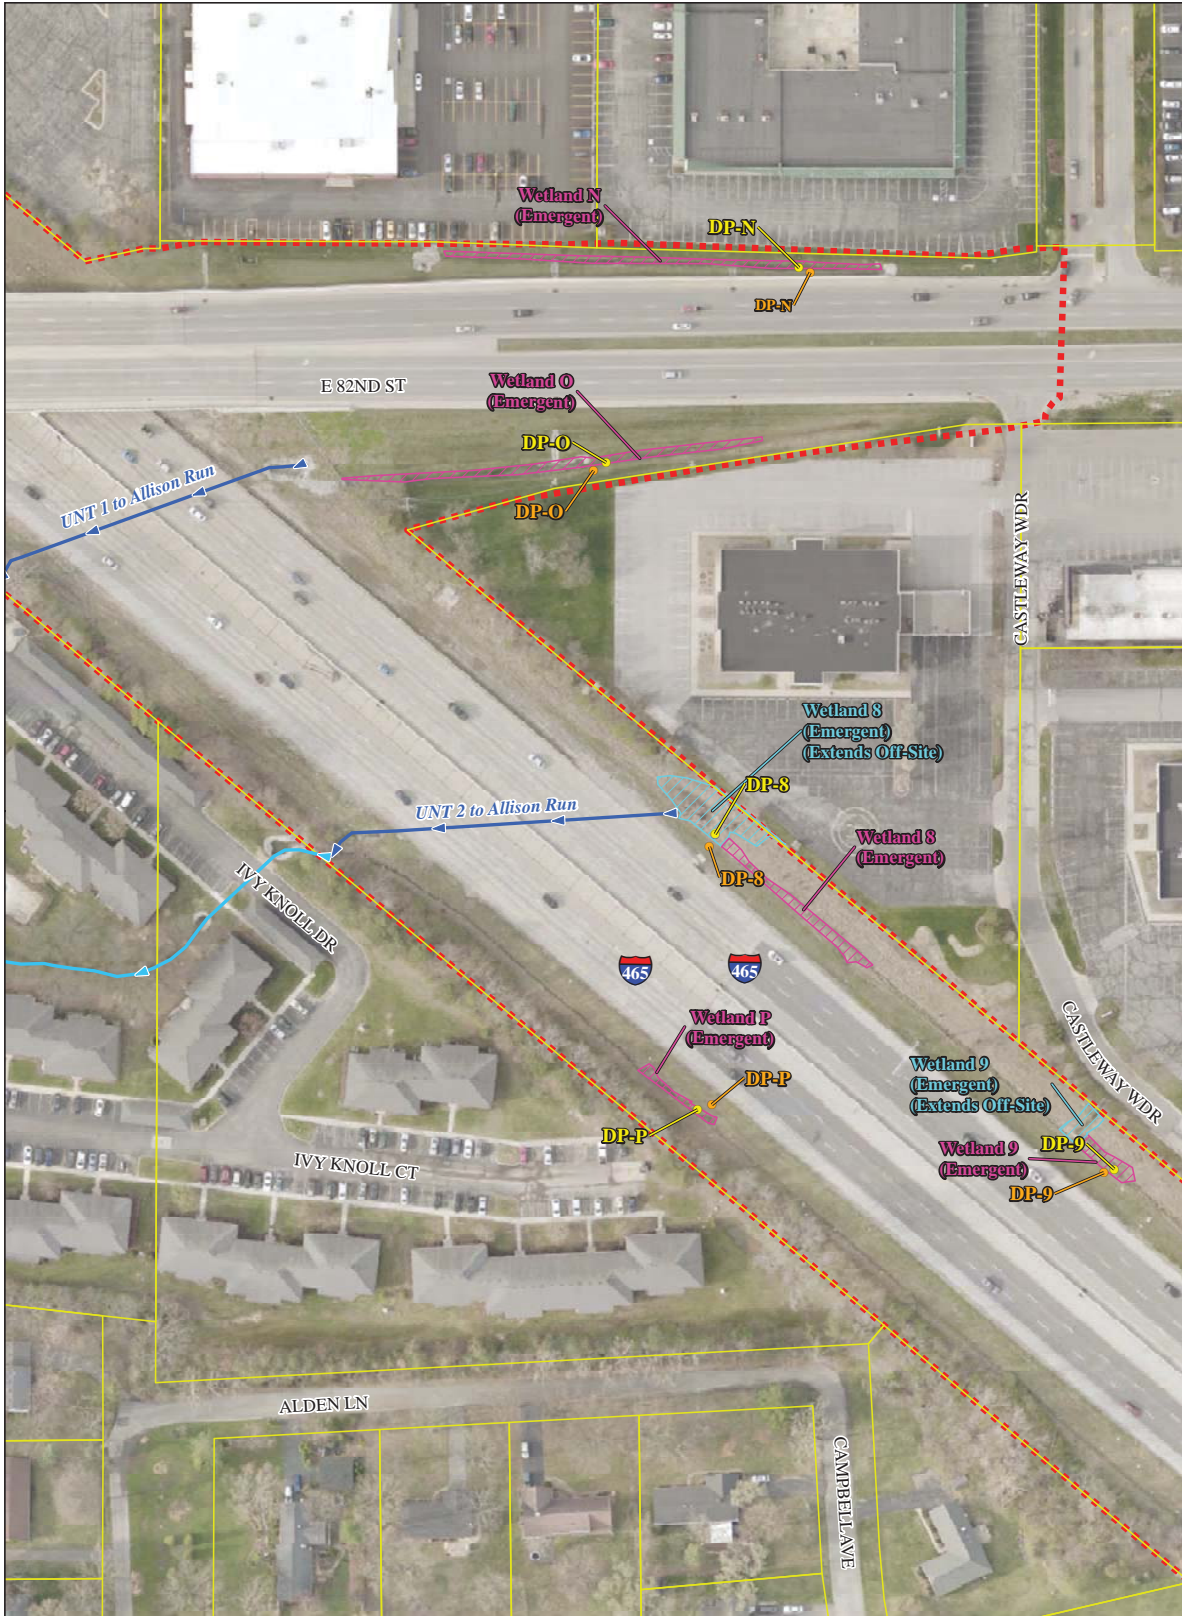 Wetland N
(Emergent)
DP-N
DP-N
E 82ND ST
Wetland O
(Emergent)
DP-O
DP-O
UNT 1 to Allison Run
CASTLEWAY WDR
Wetland 8
(Emergent)
(Extends Off-Site)
DP-8
UNT 2 to Allison Run
Wetland 8
(Emergent)
DP-8
IVY KNOLL DR
465
465
Wetland P
(Emergent)
DP-P
DP-P
CASTLEWAY WDR
Wetland 9
(Emergent)
(Extends Off-Site)
DP-9
Wetland 9
(Emergent)
DP-9
IVY KNOLL CT
ALDEN LN
CAMPBELL AVE